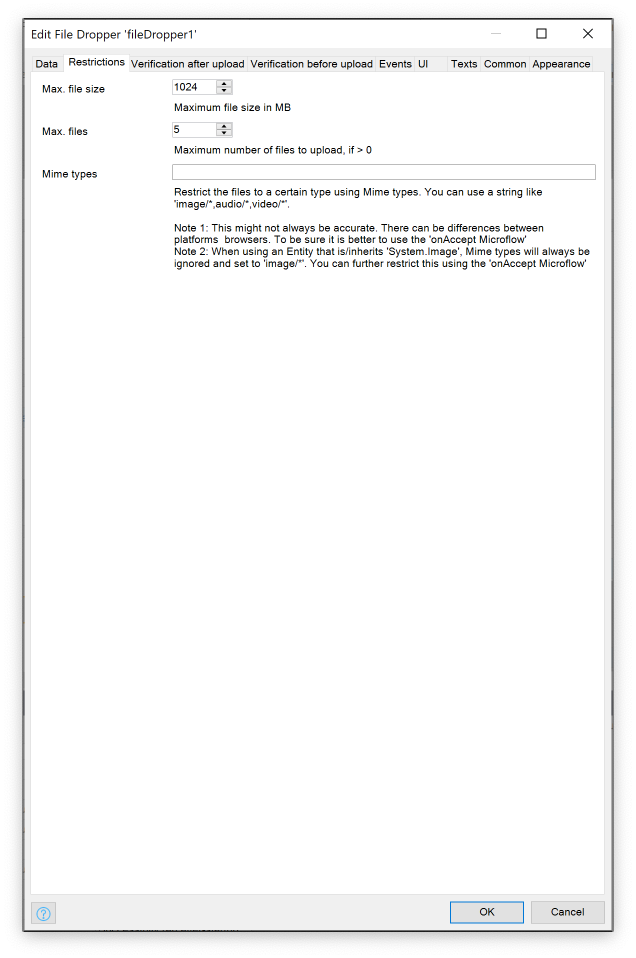 Edit File Dropper 'fileDropper1'
Data Restrictions Verification after upload Verification before upload Events UI Texts Common Appearance
Max. file size 1024
Maximum file size in MB
Max. files 5
Maximum number of files to upload, if > 0
Mime types
Restrict the files to a certain type using Mime types. You can use a string like
'image/*,audio/*,video/*'.
Note 1: This might not always be accurate. There can be differences between
platforms  browsers. To be sure it is better to use the 'onAccept Microflow'
Note 2: When using an Entity that is/inherits 'System.Image', Mime types will always be
ignored and set to 'image/*'. You can further restrict this using the 'onAccept Microflow'
? OK Cancel